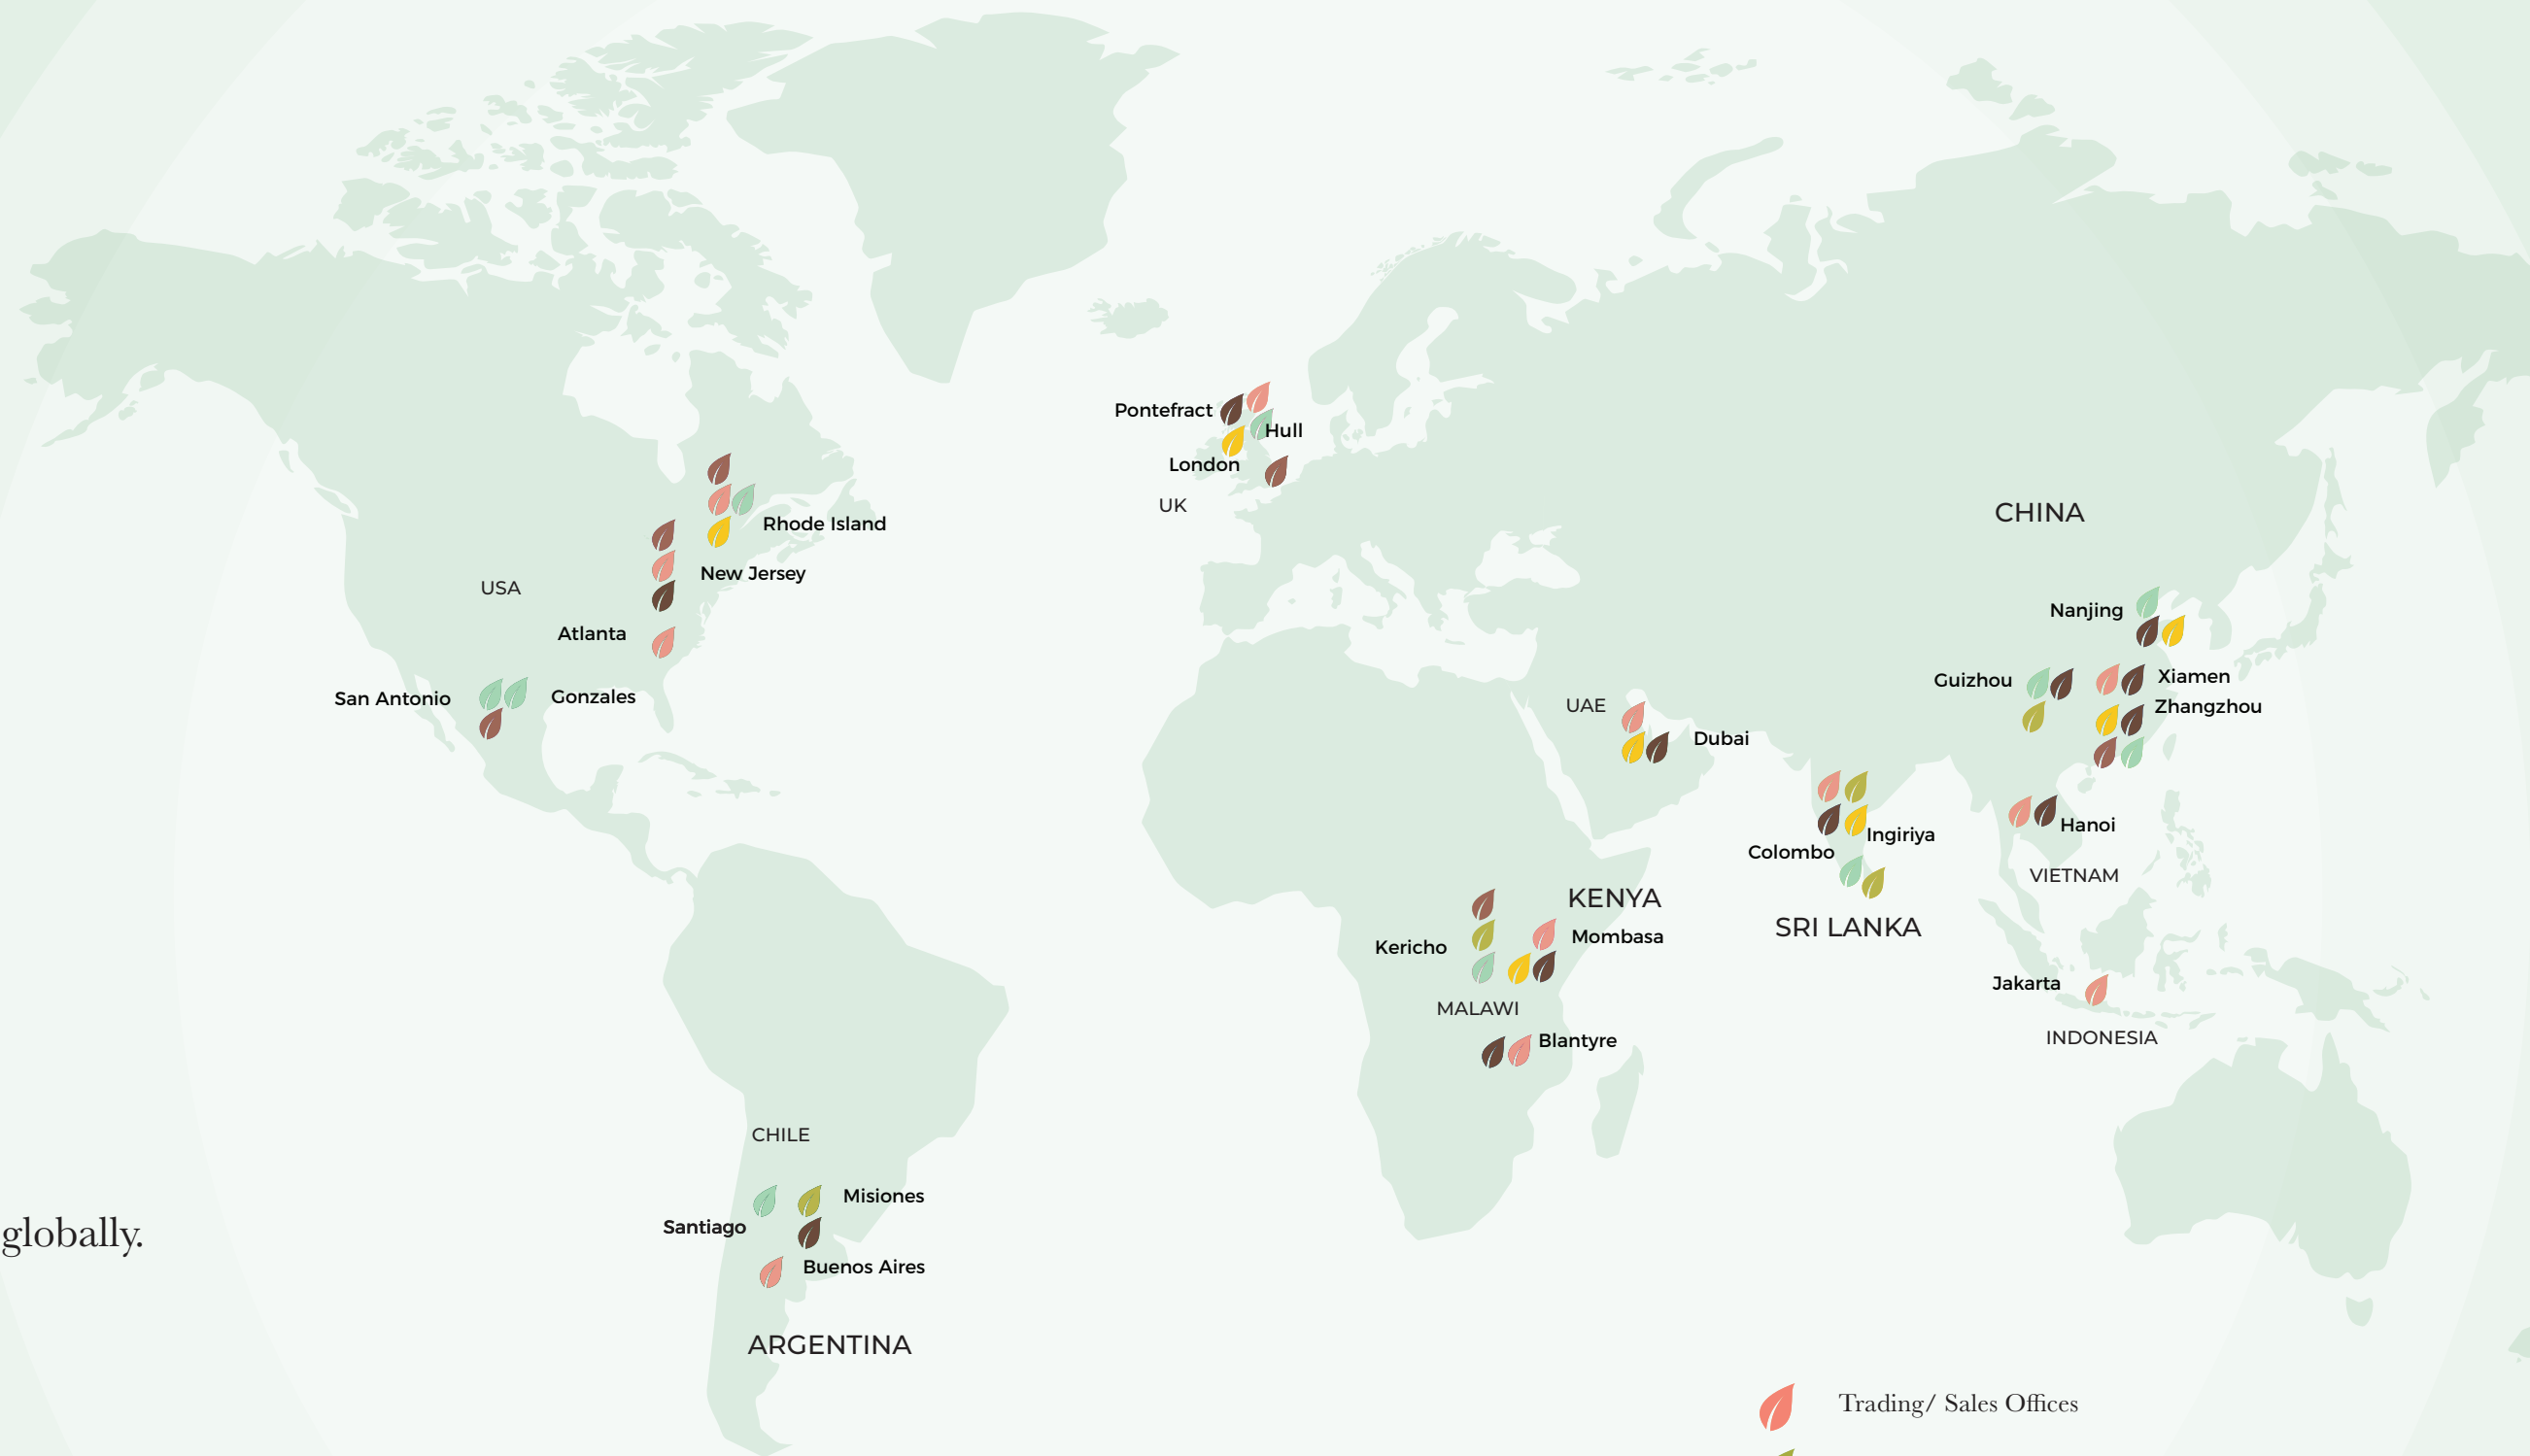 Pontefract
Hull
London
UK
CHINA
Rhode Island
New Jersey
USA
Atlanta
San Antonio
Gonzales
Nanjing
Guizhou
Xiamen
Zhangzhou
UAE
Dubai
Hanoi
Ingiriya
Colombo
VIETNAM
KENYA
SRI LANKA
Kericho
Mombasa
Jakarta
MALAWI
INDONESIA
Blantyre
CHILE
Misiones
Santiago
globally.
Buenos Aires
ARGENTINA
Trading/ Sales Offices